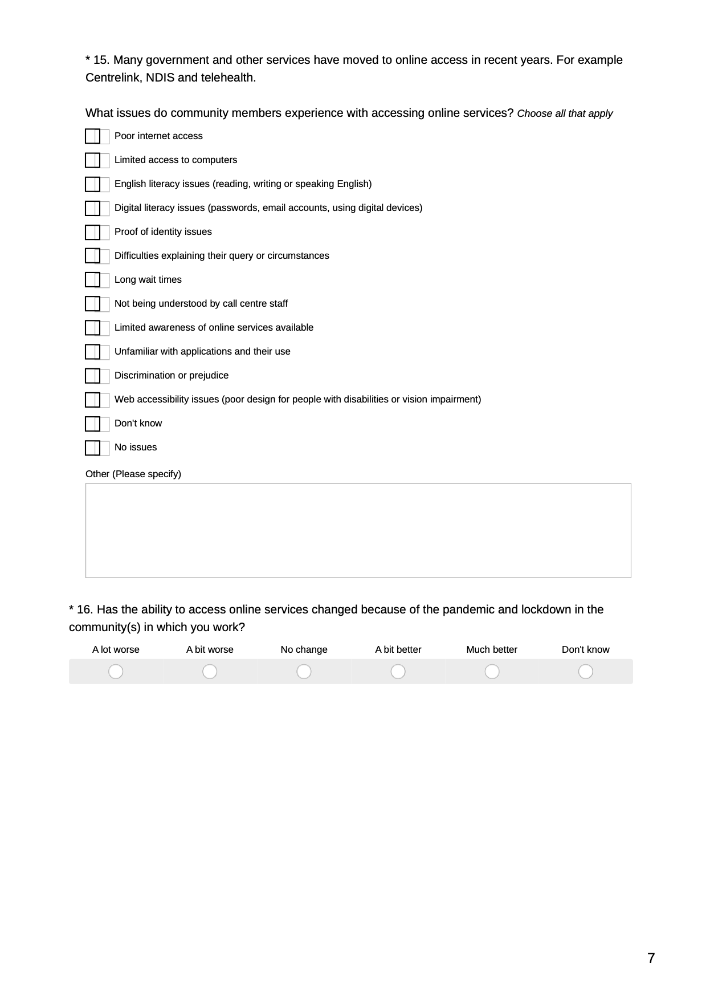 * 15. Many government and other services have moved to online access in recent years. For example
Centrelink, NDIS and telehealth.
What issues do community members experience with accessing online services? Choose all that apply
Poor internet access
Limited access to computers
English literacy issues (reading, writing or speaking English)
Digital literacy issues (passwords, email accounts, using digital devices)
Proof of identity issues
Difficulties explaining their query or circumstances
Long wait times
Not being understood by call centre staff
Limited awareness of online services available
Unfamiliar with applications and their use
Discrimination or prejudice
Web accessibility issues (poor design for people with disabilities or vision impairment)
Don't know
No issues
Other (Please specify)
* 16. Has the ability to access online services changed because of the pandemic and lockdown in the
community(s) in which you work?
A lot worse A bit worse No change A bit better Much better Don't know
7